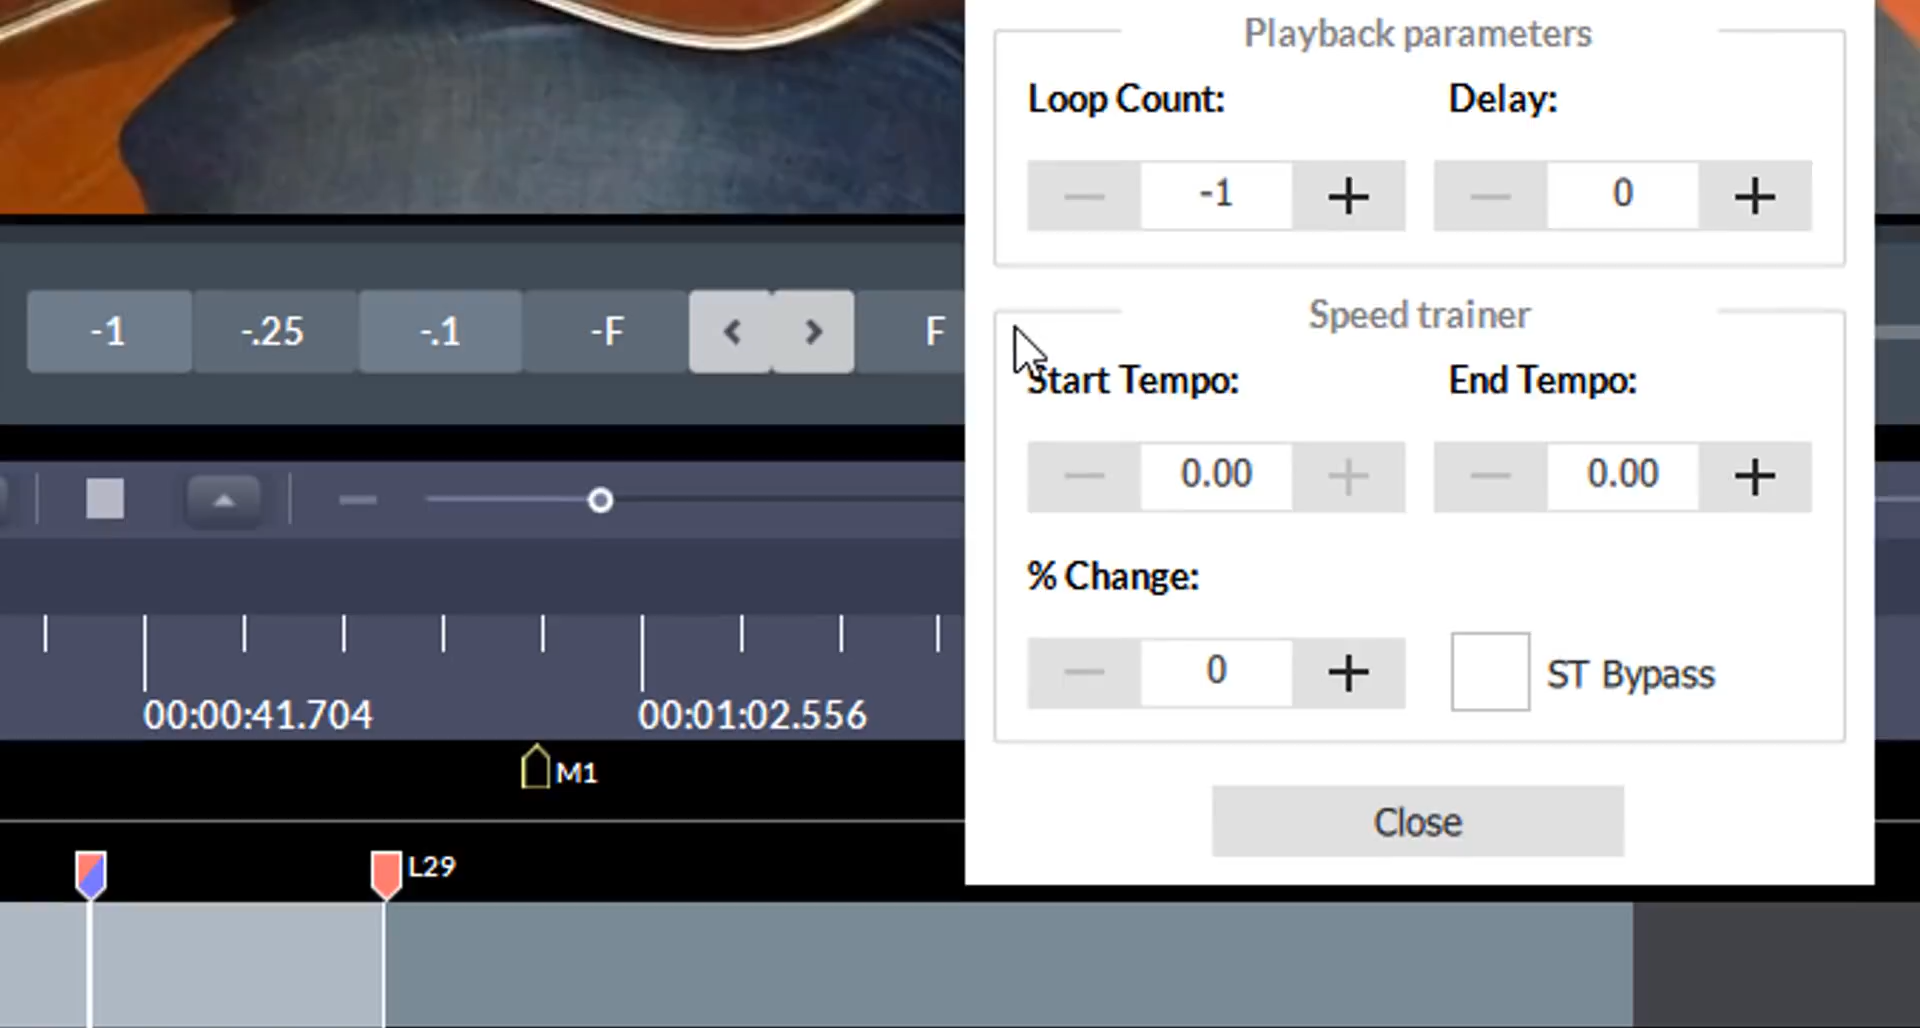 Playback parameters
Loop Count: Delay:
-1 0
-1 -.25 -.1 -F F
Speed trainer
Start Tempo: End Tempo:
0.00 0.00
% Change:
0 ST Bypass
00:00:41.704 00:01:02.556
M1
Close
L29